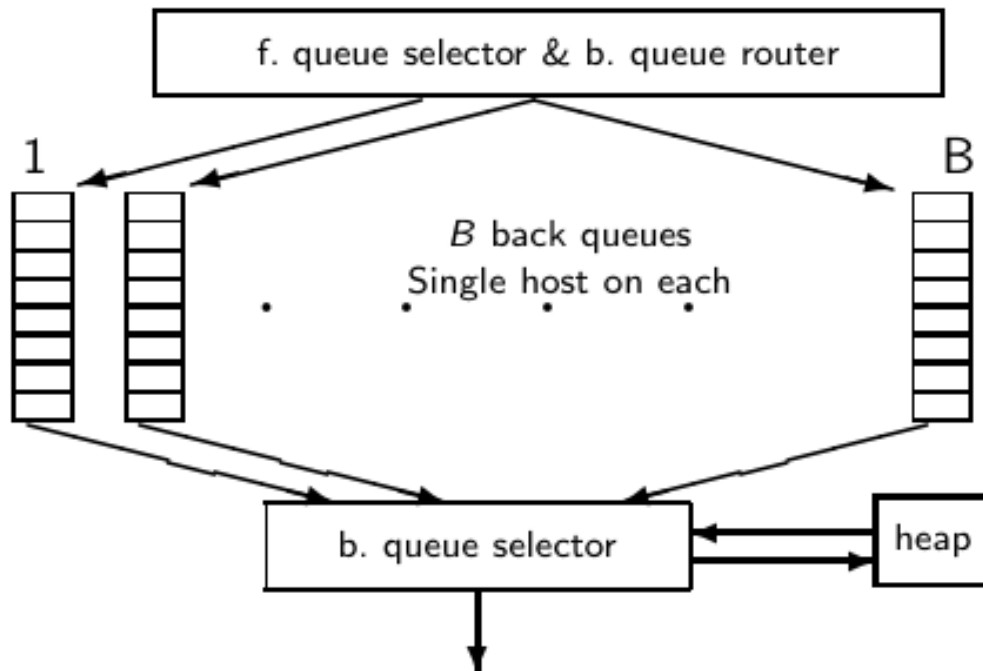 f. queue selector & b. queue router
1
B
B back queues
Single host on each
b. queue selector
heap